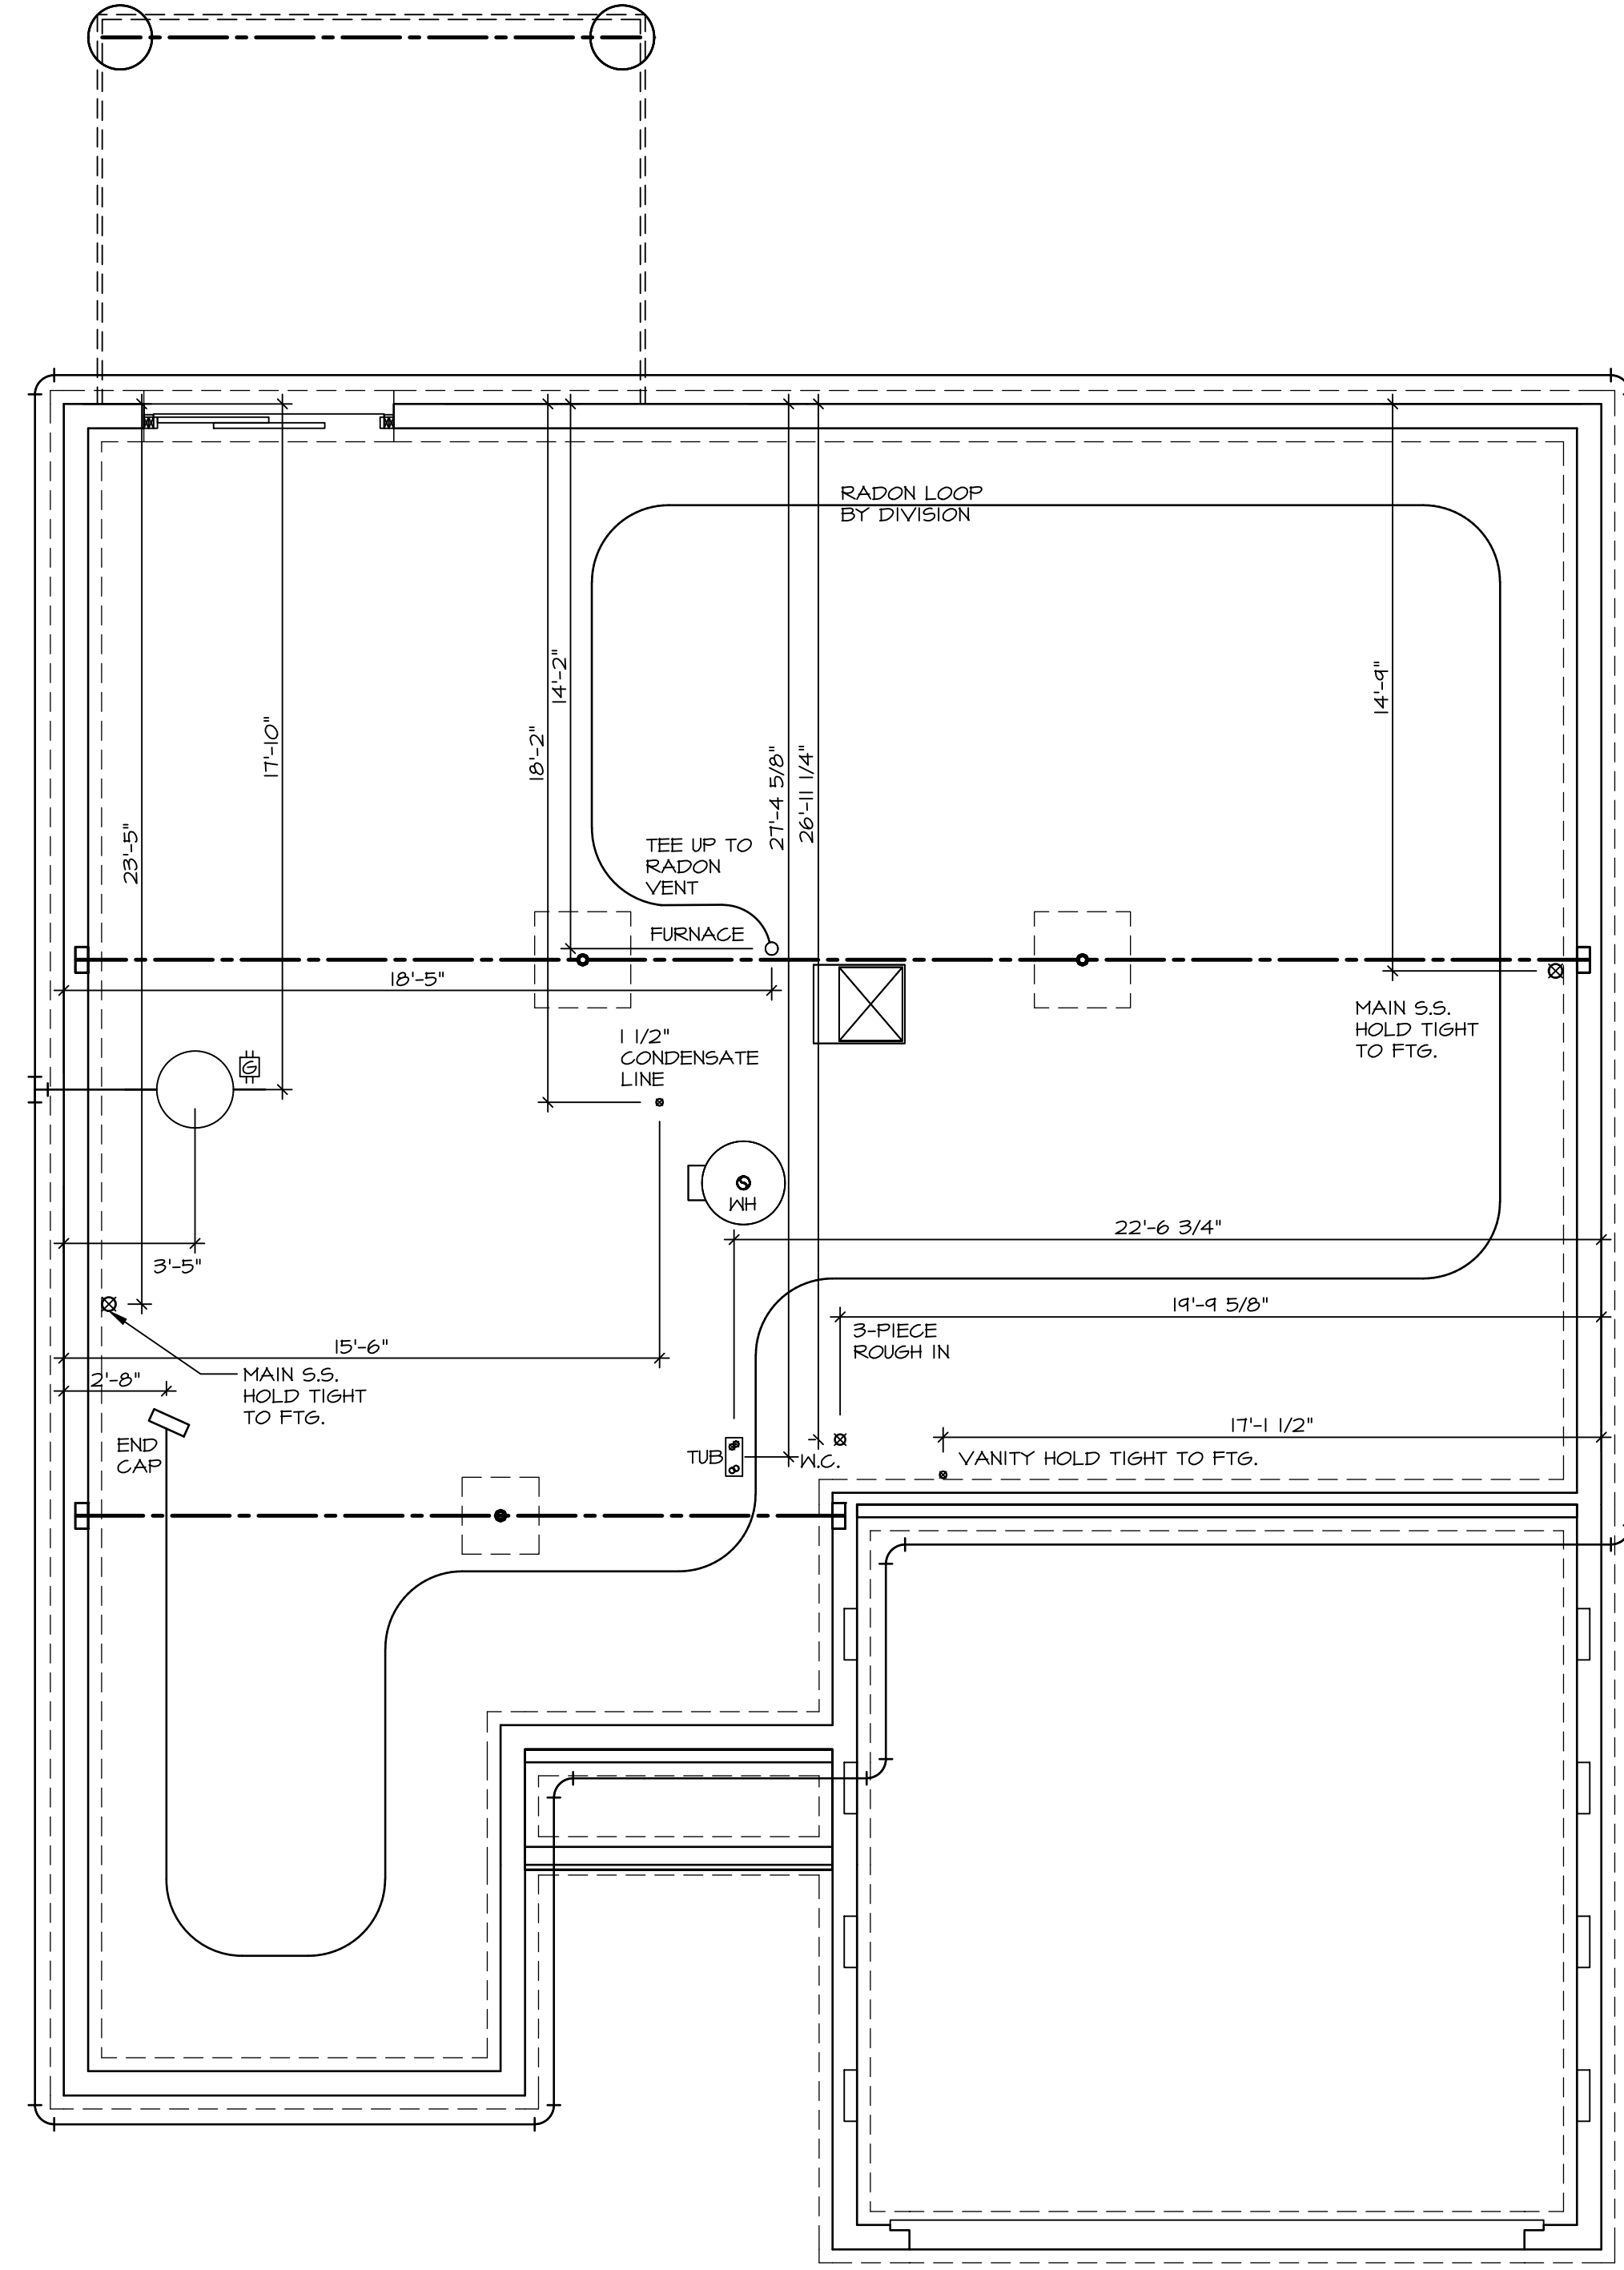 RADON LOOP
BY DIVISION
14'-2"
14'-9"
17'-10"
18'-2"
27'-4 5/8"
26'-11 1/4"
23'-5"
TEE UP TO
RADON
VENT
FURNACE
18'-5"
MAIN S.S.
HOLD TIGHT
TO FTG.
1 1/2"
CONDENSATE
LINE
G
WH
22'-6 3/4"
3'-5"
19'-9 5/8"
3-PIECE
ROUGH IN
15'-6"
2'-8"
MAIN S.S.
HOLD TIGHT
TO FTG.
17'-1 1/2"
END
CAP
TUB
W.C.
VANITY HOLD TIGHT TO FTG.